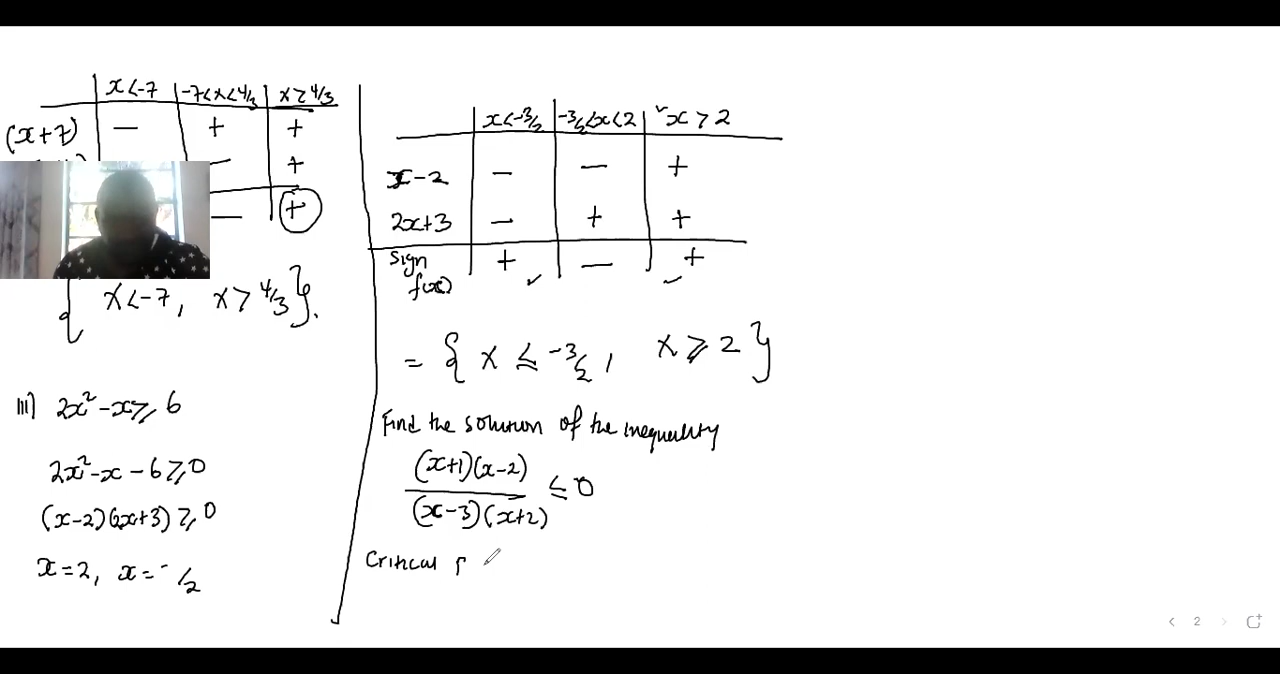 x<-7 -7<x<4/3 x>4/3
(x+7) — + +
— +
— +
{ x<-7, x>4/3}.
III) 2x²-x≥6
2x²-x-6≥0
(x-2)(2x+3)≥0
x=2, x=- /2
x<-3/2 -3/2<x<2 x>2
x-2 - — +
2x+3 - + +
sign f(x) + ✓ — + ✓
= { x ≤ -3/2, x ≥ 2 }
Find the solution of the inequality
(x+1)(x-2)
/ (x-3)(x+2) ≤ 0
Critical p
2